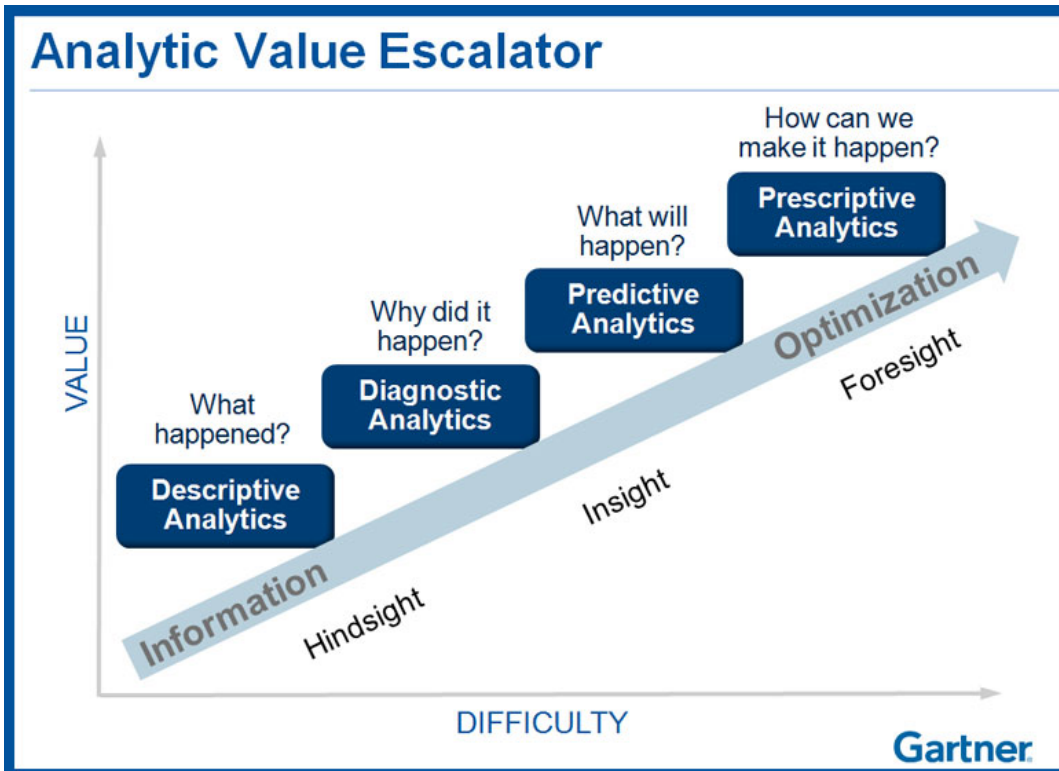 Analytic Value Escalator
How can we
make it happen?
Prescriptive
Analytics
What will
happen?
Predictive
Analytics
Why did it
happen?
Diagnostic
Analytics
What
happened?
Descriptive
Analytics
Information
Optimization
Hindsight
Insight
Foresight
VALUE
DIFFICULTY
Gartner®